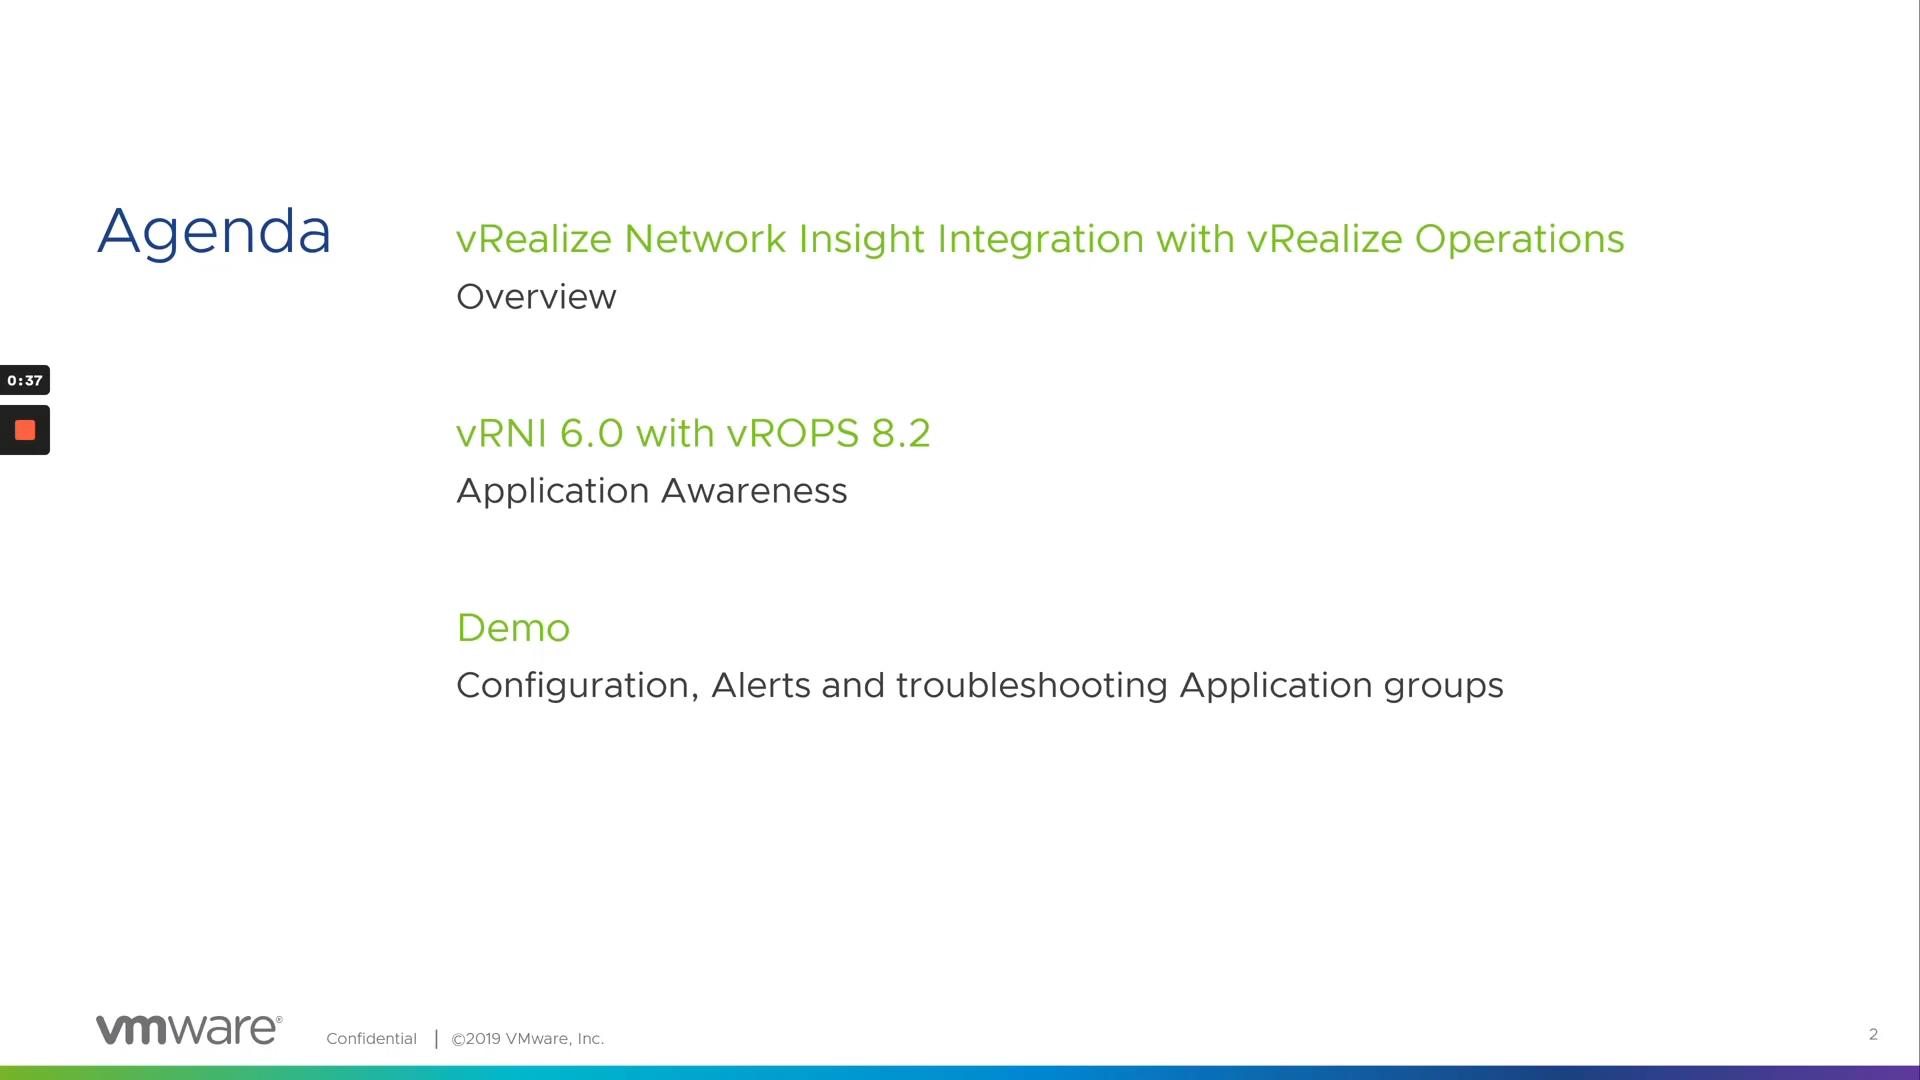 Agenda
vRealize Network Insight Integration with vRealize Operations
Overview
0:37
vRNI 6.0 with vROPS 8.2
Application Awareness
Demo
Configuration, Alerts and troubleshooting Application groups
vmware®
Confidential | ©2019 VMware, Inc.
2